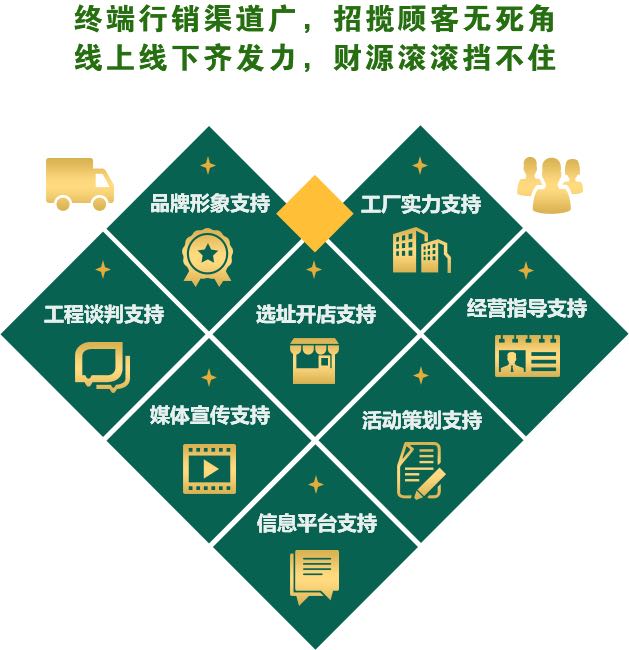 终端行销渠道广，招揽顾客无死角
线上线下齐发力，财源滚滚挡不住
品牌形象支持
工厂实力支持
工程谈判支持
选址开店支持
经营指导支持
媒体宣传支持
活动策划支持
信息平台支持